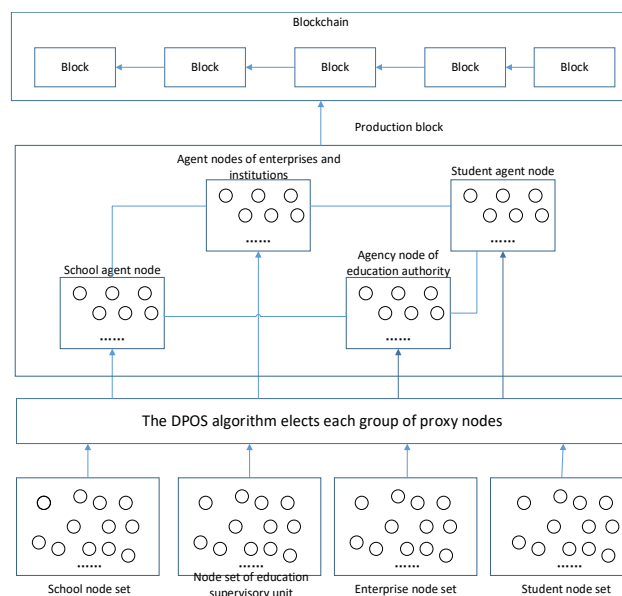 Blockchain
Block
Block
Block
Block
Block
Production block
Agent nodes of enterprises and
institutions
Student agent node
......
......
School agent node
Agency node of
education authority
......
......
The DPOS algorithm elects each group of proxy nodes
......
......
......
......
School node set
Node set of education
supervisory unit
Enterprise node set
Student node set